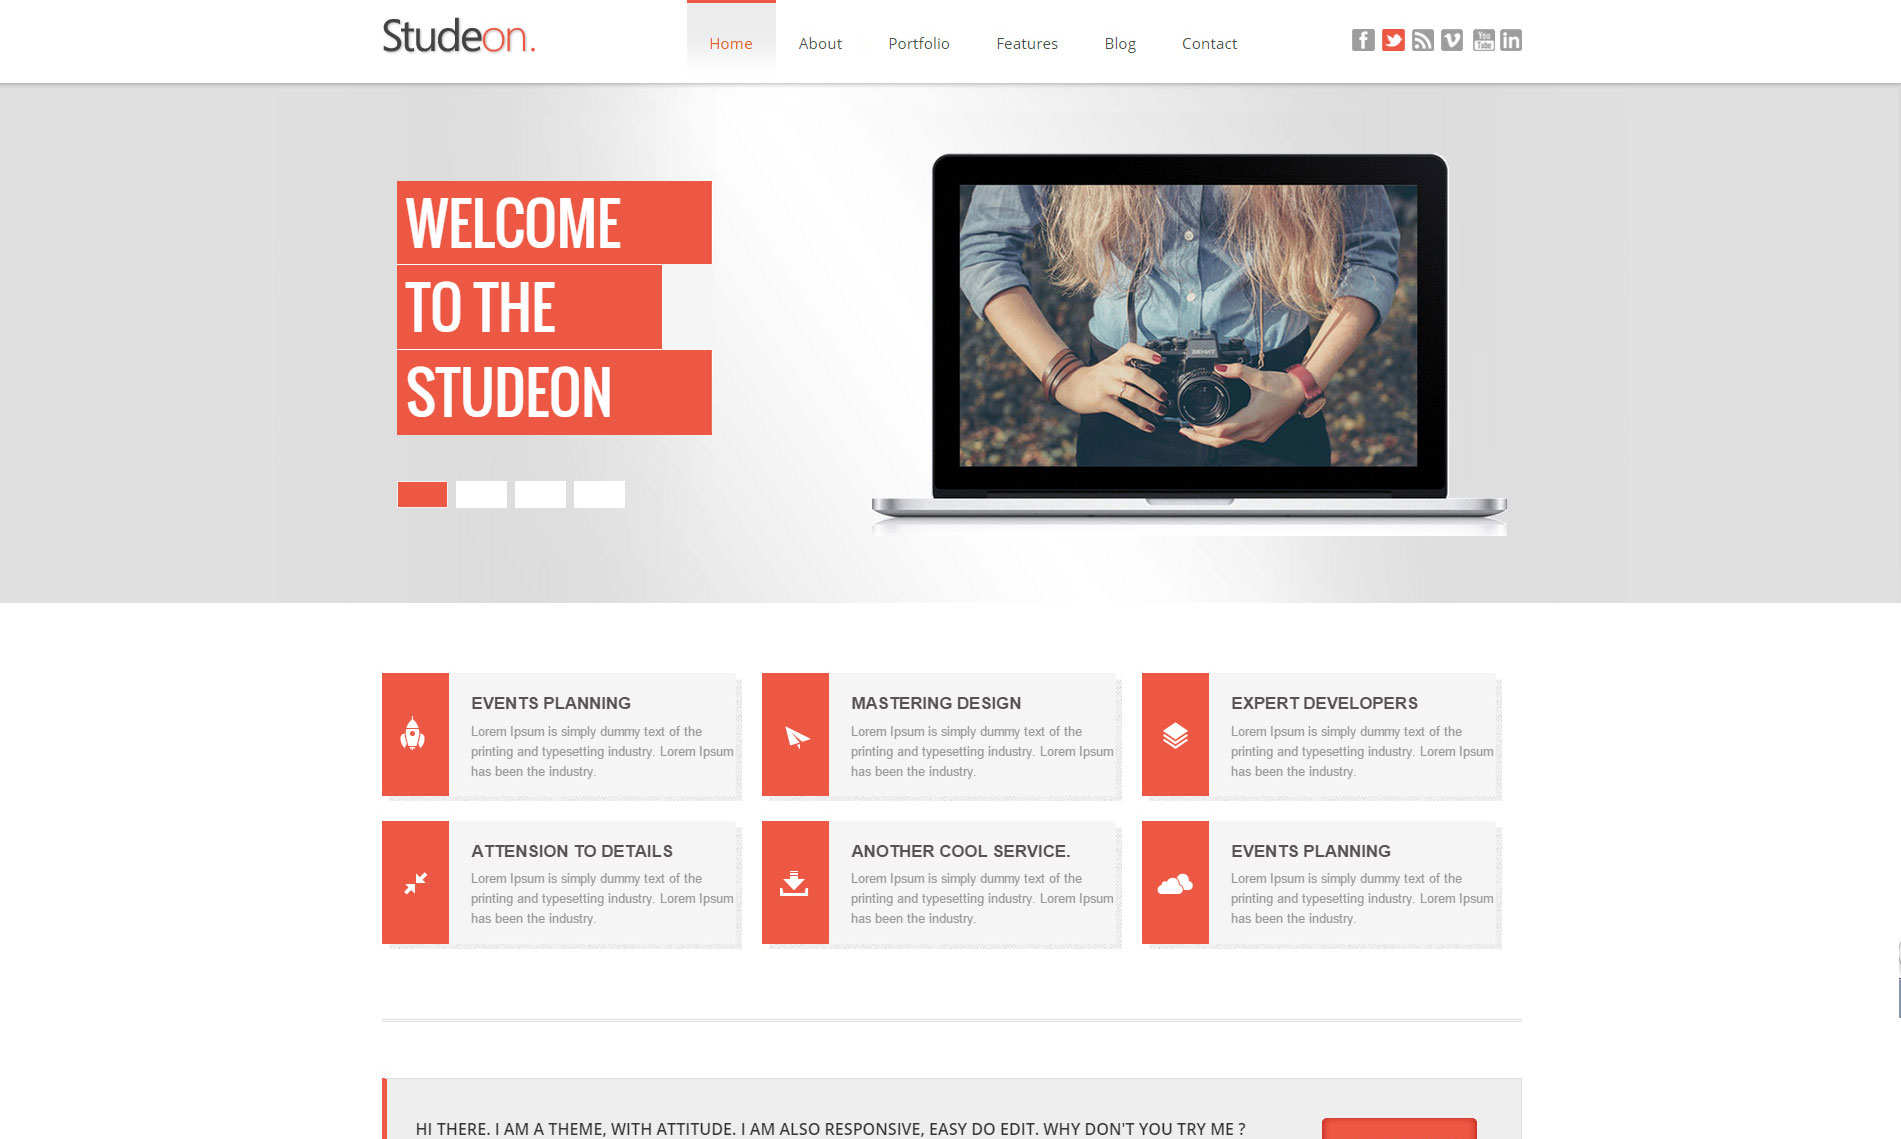 Studeon.
Home About Portfolio Features Blog Contact
You
Tube
in
WELCOME
TO THE
STUDEON
ЗЕНИТ
EVENTS PLANNING
Lorem Ipsum is simply dummy text of the
printing and typesetting industry. Lorem Ipsum
has been the industry.
MASTERING DESIGN
Lorem Ipsum is simply dummy text of the
printing and typesetting industry. Lorem Ipsum
has been the industry.
EXPERT DEVELOPERS
Lorem Ipsum is simply dummy text of the
printing and typesetting industry. Lorem Ipsum
has been the industry.
ATTENSION TO DETAILS
Lorem Ipsum is simply dummy text of the
printing and typesetting industry. Lorem Ipsum
has been the industry.
ANOTHER COOL SERVICE.
Lorem Ipsum is simply dummy text of the
printing and typesetting industry. Lorem Ipsum
has been the industry.
EVENTS PLANNING
Lorem Ipsum is simply dummy text of the
printing and typesetting industry. Lorem Ipsum
has been the industry.
HI THERE. I AM A THEME, WITH ATTITUDE. I AM ALSO RESPONSIVE, EASY DO EDIT. WHY DON'T YOU TRY ME ?